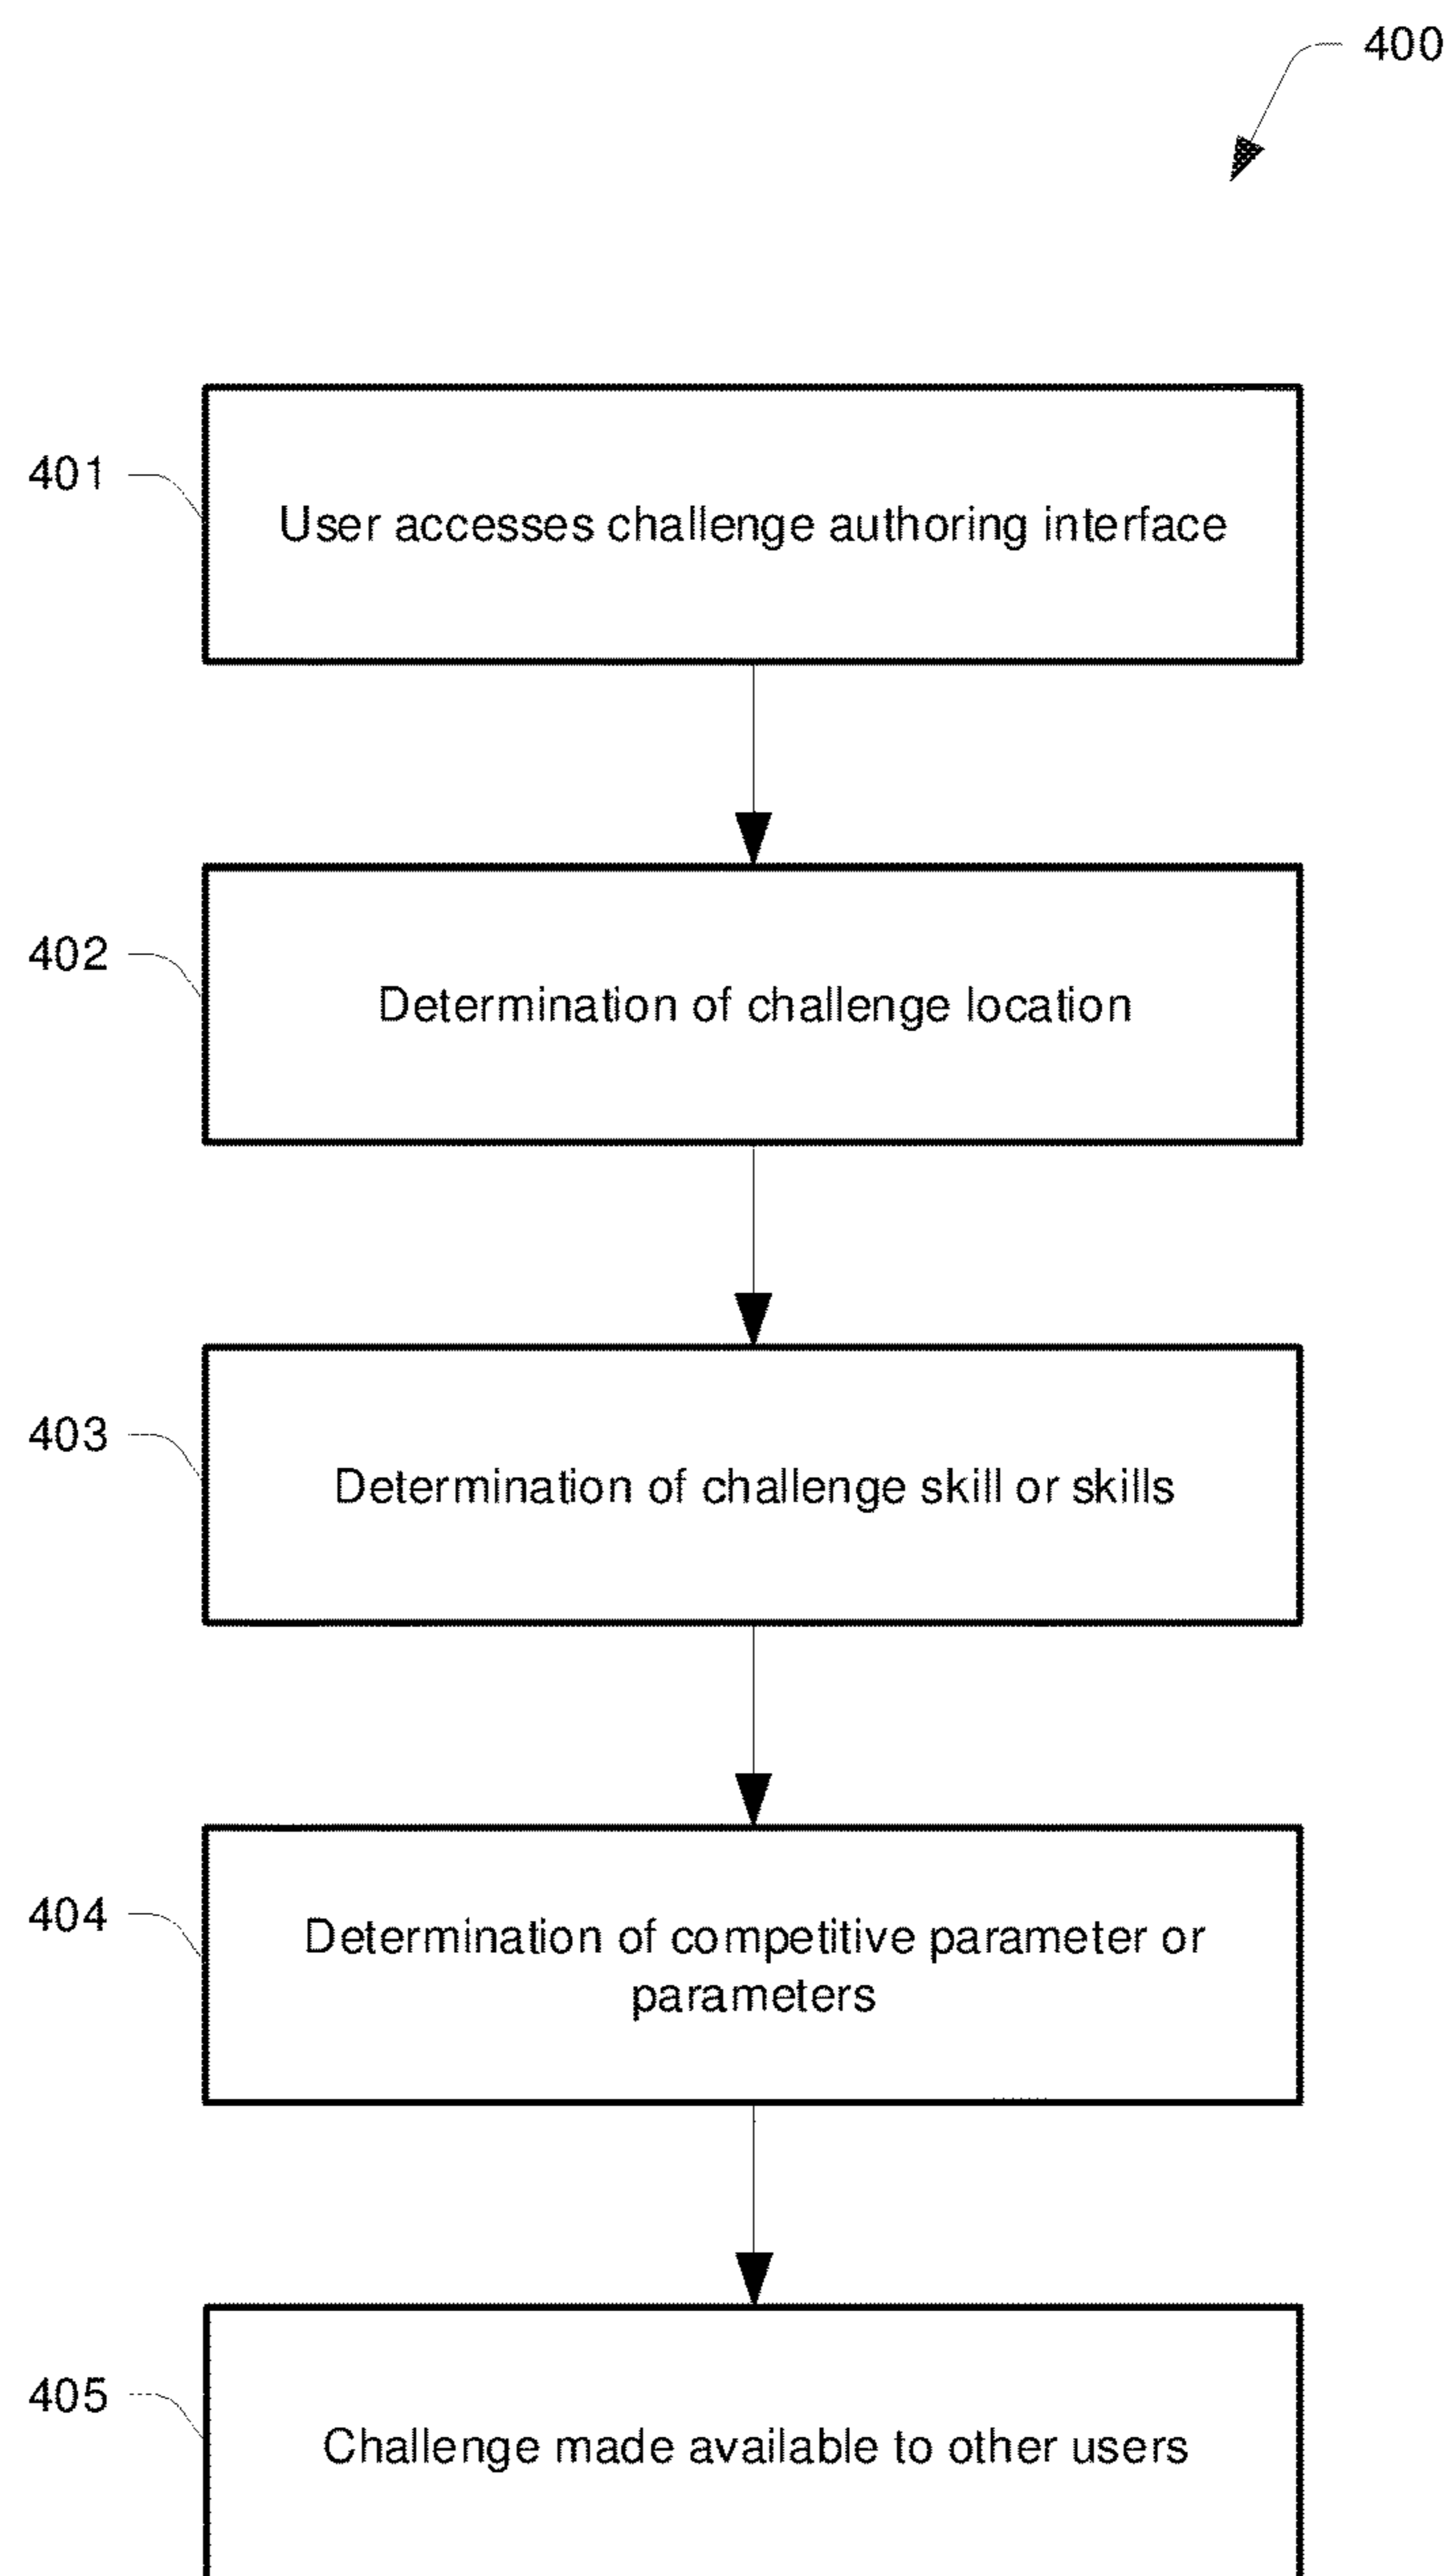 400
401
User accesses challenge authoring interface
402
Determination of challenge location
403
Determination of challenge skill or skills
404
Determination of competitive parameter or
parameters
405
Challenge made available to other users